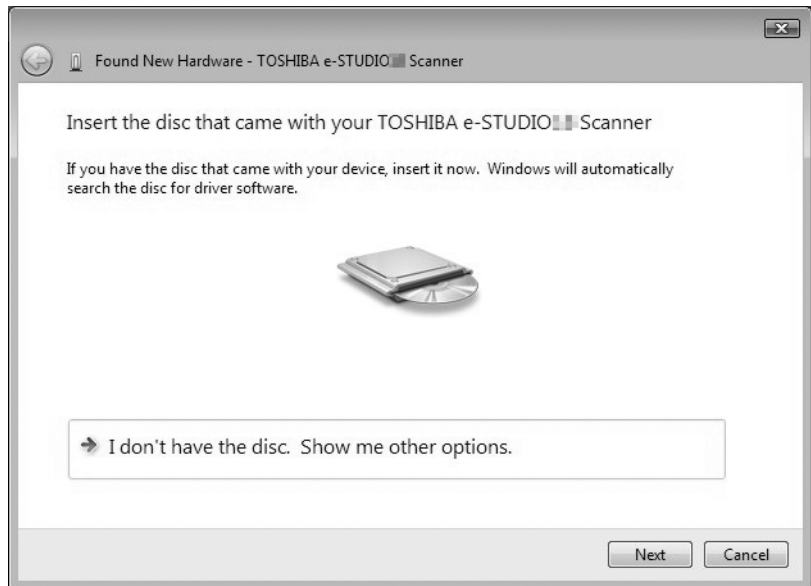 Found New Hardware - TOSHIBA e-STUDIO Scanner
Insert the disc that came with your TOSHIBA e-STUDIO Scanner
If you have the disc that came with your device, insert it now. Windows will automatically
search the disc for driver software.
I don't have the disc. Show me other options.
Next Cancel